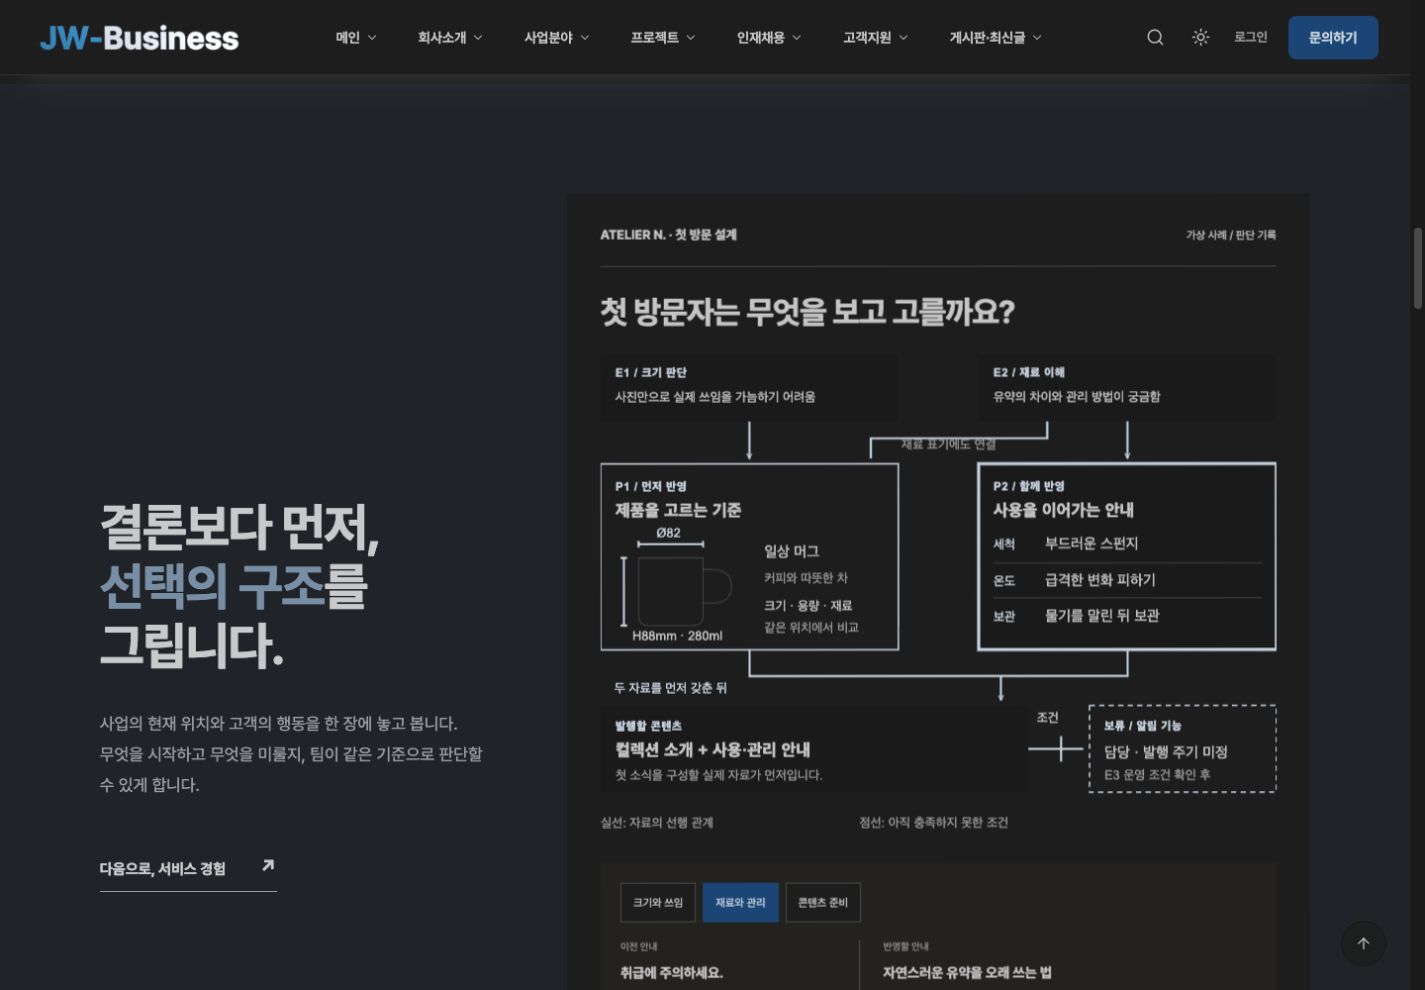 JW-Business
메인
회사소개
사업분야
프로젝트
인재채용
고객지원
게시판·최신글
로그인
문의하기
결론보다 먼저,
선택의 구조를
그립니다.
사업의 현재 위치와 고객의 행동을 한 장에 놓고 봅니다.
무엇을 시작하고 무엇을 미룰지, 팀이 같은 기준으로 판단할
수 있게 합니다.
다음으로, 서비스 경험
ATELIER N. · 첫 방문 설계
가상 사례 / 판단 기록
첫 방문자는 무엇을 보고 고를까요?
E1 / 크기 판단
사진만으로 실제 쓰임을 가늠하기 어려움
E2 / 재료 이해
유약의 차이와 관리 방법이 궁금함
재료 표기에도 연결
P1 / 먼저 반영
제품을 고르는 기준
Ø82
H88mm · 280ml
일상 머그
커피와 따뜻한 차
크기 · 용량 · 재료
같은 위치에서 비교
P2 / 함께 반영
사용을 이어가는 안내
세척 부드러운 스펀지
온도 급격한 변화 피하기
보관 물기를 말린 뒤 보관
두 자료를 먼저 갖춘 뒤
발행할 콘텐츠
컬렉션 소개 + 사용·관리 안내
첫 소식을 구성할 실제 자료가 먼저입니다.
조건
보류 / 알림 기능
담당 · 발행 주기 미정
E3 운영 조건 확인 후
실선: 자료의 선행 관계
점선: 아직 충족하지 못한 조건
크기와 쓰임
재료와 관리
콘텐츠 준비
이전 안내
취급에 주의하세요.
반영할 안내
자연스러운 유약을 오래 쓰는 법